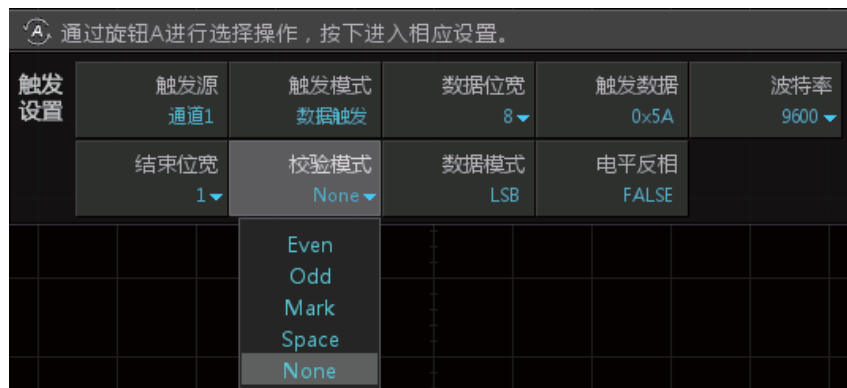 A 通过旋钮A进行选择操作，按下进入相应设置。
触发设置
触发源 触发模式 数据位宽 触发数据 波特率
通道1 数据触发 8 0x5A 9600
结束位宽 校验模式 数据模式 电平反相
1 None LSB FALSE
Even
Odd
Mark
Space
None